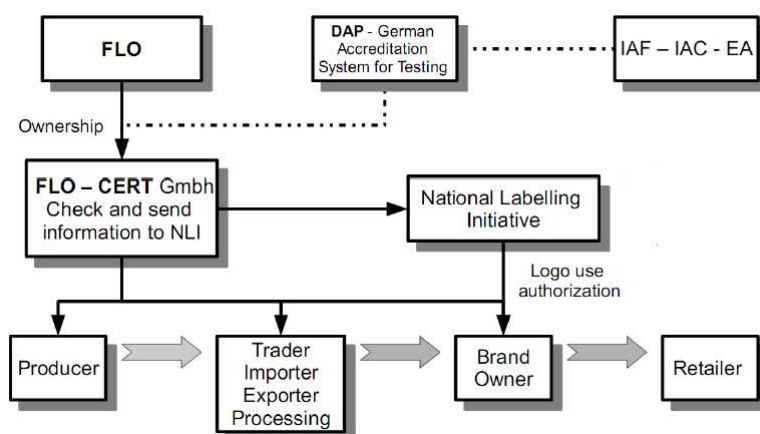 FLO
DAP - German
Accreditation
System for Testing
IAF – IAC - EA
Ownership
FLO – CERT Gmbh
Check and send
information to NLI
National Labelling
Initiative
Logo use
authorization
Producer
Trader
Importer
Exporter
Processing
Brand
Owner
Retailer